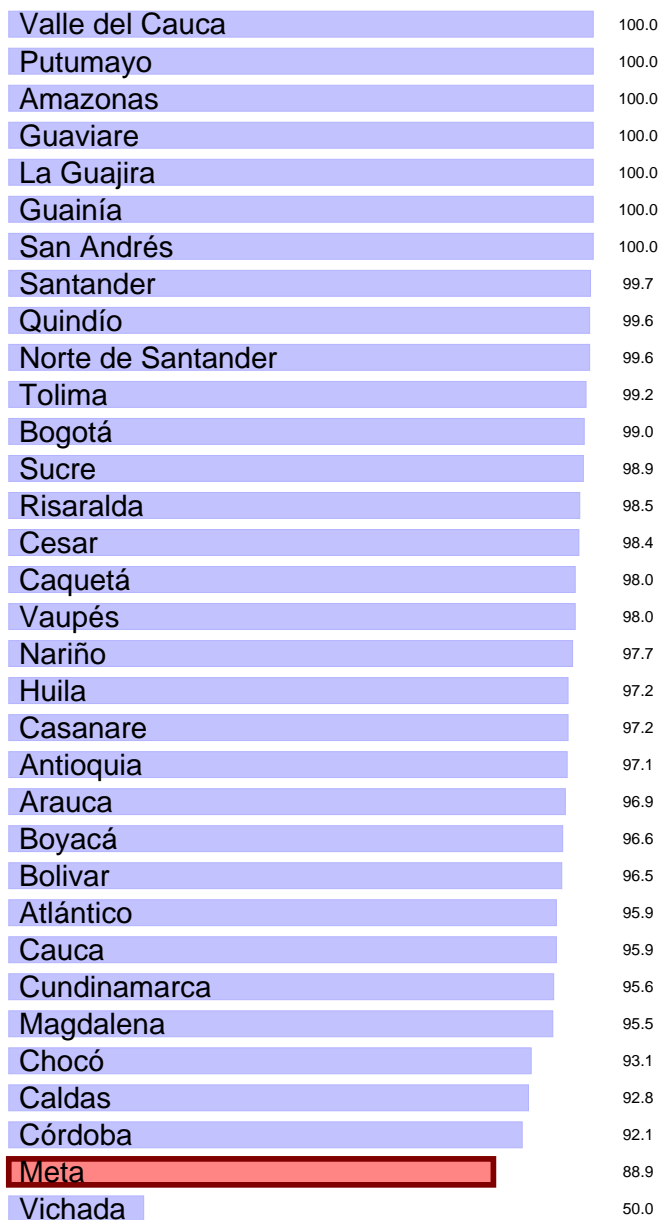 Valle del Cauca 100.0
Putumayo 100.0
Amazonas 100.0
Guaviare 100.0
La Guajira 100.0
Guainía 100.0
San Andrés 100.0
Santander 99.7
Quindío 99.6
Norte de Santander 99.6
Tolima 99.2
Bogotá 99.0
Sucre 98.9
Risaralda 98.5
Cesar 98.4
Caquetá 98.0
Vaupés 98.0
Nariño 97.7
Huila 97.2
Casanare 97.2
Antioquia 97.1
Arauca 96.9
Boyacá 96.6
Bolivar 96.5
Atlántico 95.9
Cauca 95.9
Cundinamarca 95.6
Magdalena 95.5
Chocó 93.1
Caldas 92.8
Córdoba 92.1
Meta 88.9
Vichada 50.0